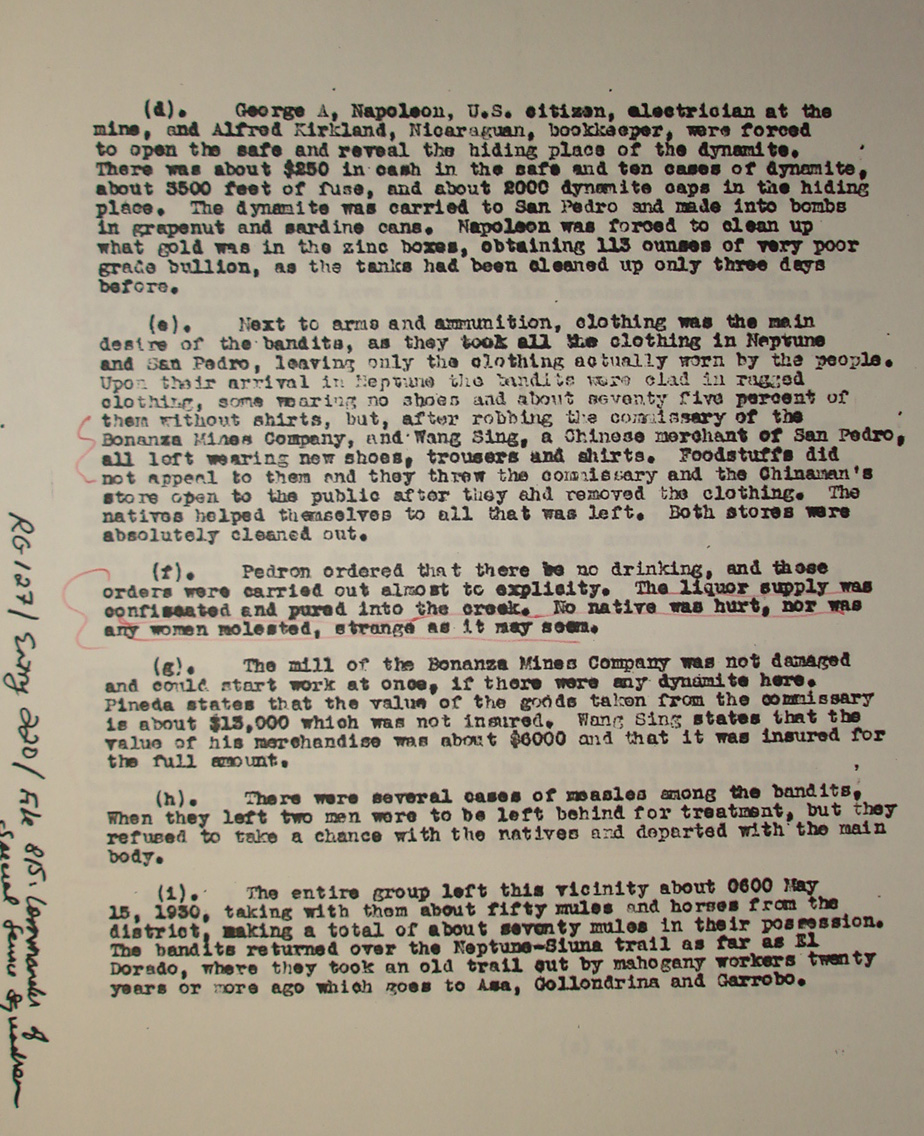 (d). George A, Napoleon, U.S. citizen, electrician at the
mine, and Alfred Kirkland, Nicaraguan, bookkeeper, were forced
to open the safe and reveal the hiding place of the dynamite.
There was about $250 in cash in the safe and ten cases of dynamite,
about 3500 feet of fuse, and about 2000 dynamite caps in the hiding
place. The dynamite was carried to San Pedro and made into bombs
in grapenut and sardine cans. Napoleon was forced to clean up
what gold was in the zinc boxes, obtaining 113 ounses of very poor
grade bullion, as the tanks had been cleaned up only three days
before.
(e). Next to arms and ammunition, clothing was the main
desire of the bandits, as they took all the clothing in Neptune
and San Pedro, leaving only the clothing actually worn by the people.
Upon their arrival in Neptune the bandits were clad in ragged
clothing, some wearing no shoes and about seventy five percent of
them without shirts, but, after robbing the commissary of the
Bonanza Mines Company, and Wang Sing, a Chinese merchant of San Pedro,
all left wearing new shoes, trousers and shirts. Foodstuffs did
not appeal to them and they threw the commissary and the Chinaman's
store open to the public after they ahd removed the clothing. The
natives helped themselves to all that was left. Both stores were
absolutely cleaned out.
(f). Pedron ordered that there be no drinking, and those
orders were carried out almost to explicity. The liquor supply was
confiscated and pured into the creek. No native was hurt, nor was
any women molested, strange as it may seem.
(g). The mill of the Bonanza Mines Company was not damaged
and could start work at once, if there were any dynamite here.
Pineda states that the value of the goods taken from the commissary
is about $13,000 which was not insured. Wang Sing states that the
value of his merchandise was about $6000 and that it was insured for
the full amount.
(h). There were several cases of measles among the bandits,
When they left two men were to be left behind for treatment, but they
refused to take a chance with the natives and departed with the main
body.
(i). The entire group left this vicinity about 0600 May
15, 1930, taking with them about fifty mules and horses from the
district, making a total of about seventy mules in their possession.
The bandits returned over the Neptune-Siuna trail as far as El
Dorado, where they took an old trail cut by mahogany workers twenty
years or more ago which goes to Asa, Gollondrina and Garrobo.
RG 127/ Entry 220/ File 815. Commander of
Special Service Squadron